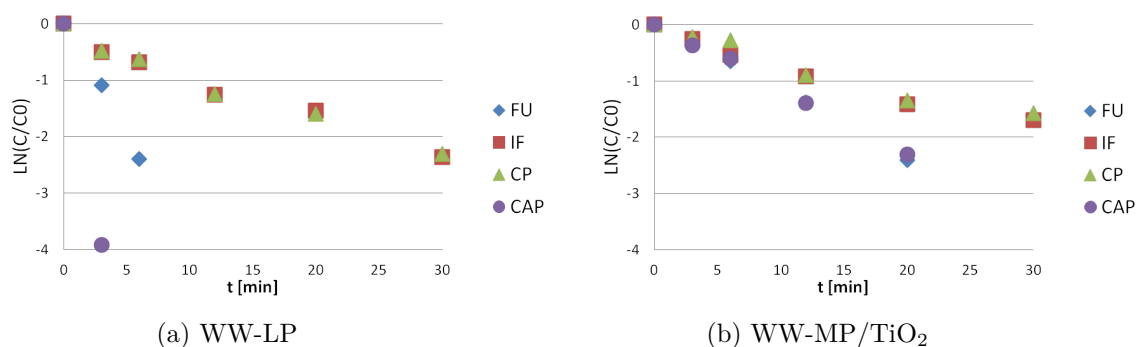 0
-1
-2
-3
-4
LN(C/C0)
0 5 10 15 20 25 30
t [min]
FU
IF
CP
CAP
(a) WW-LP
0
-1
-2
-3
-4
LN(C/C0)
0 5 10 15 20 25 30
t [min]
FU
IF
CP
CAP
(b) WW-MP/TiO₂